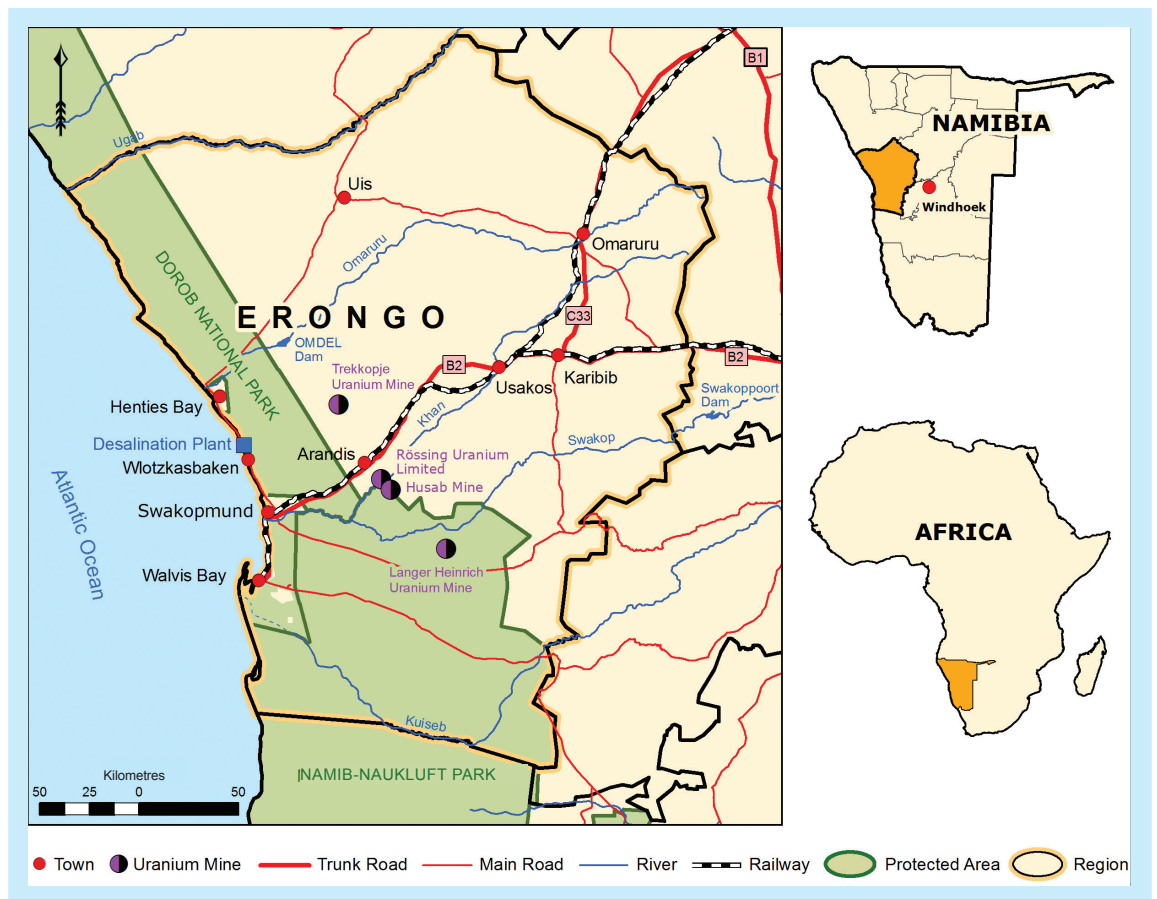 B1
NAMIBIA
Windhoek
Ugab
Uis
Omaruru
Omaruru
DOROB NATIONAL PARK
ERONGO
C33
OMDEL
Dam
B2
B2
Trekkopje
Uranium Mine
Usakos
Karibib
Swakoppoort
Dam
Henties Bay
Khan
Swakop
Desalination Plant
Wlotzkasbaken
Arandis
Rössing Uranium
Limited
Husab Mine
Atlantic Ocean
Swakopmund
AFRICA
Walvis Bay
Langer Heinrich
Uranium Mine
Kuiseb
NAMIB-NAUKLUFT PARK
Kilometres
50 25 0 50
Town Uranium Mine Trunk Road Main Road River Railway Protected Area Region